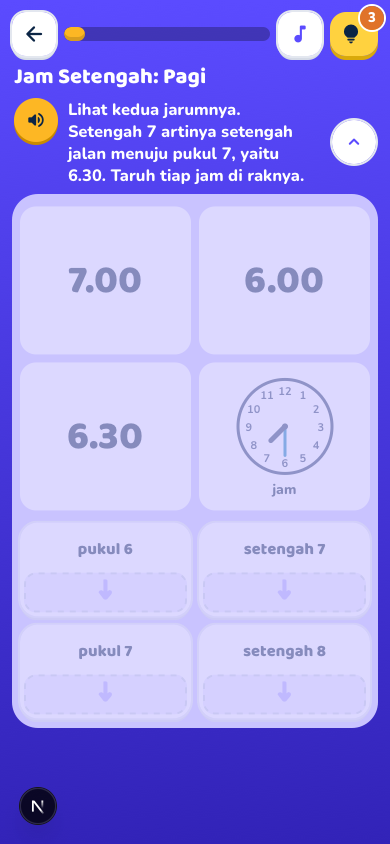 3
Jam Setengah: Pagi
Lihat kedua jarumnya.
Setengah 7 artinya setengah
jalan menuju pukul 7, yaitu
6.30. Taruh tiap jam di raknya.
7.00
6.00
6.30
12
1
2
3
4
5
6
7
8
9
10
11
jam
pukul 6
setengah 7
pukul 7
setengah 8
N